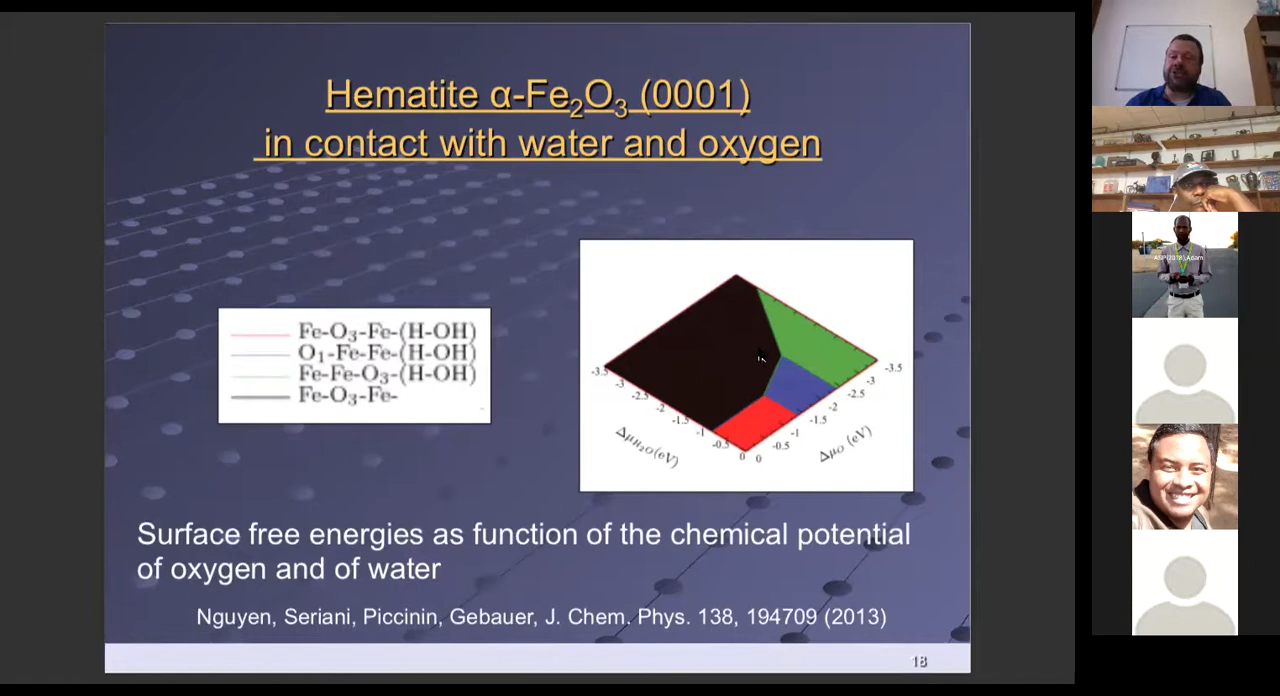 Hematite α-Fe₂O₃ (0001)
in contact with water and oxygen
Fe-O₃-Fe-(H-OH)
O₁-Fe-Fe-(H-OH)
Fe-Fe-O₃-(H-OH)
Fe-O₃-Fe-
-3.5
-3
-2.5
-2
-1.5
-1
-0.5
0
ΔμH₂O(eV)
0
-0.5
-1
-1.5
-2
-2.5
-3
-3.5
ΔμO (eV)
Surface free energies as function of the chemical potential
of oxygen and of water
Nguyen, Seriani, Piccinin, Gebauer, J. Chem. Phys. 138, 194709 (2013)
18
ASP(2018),Adam